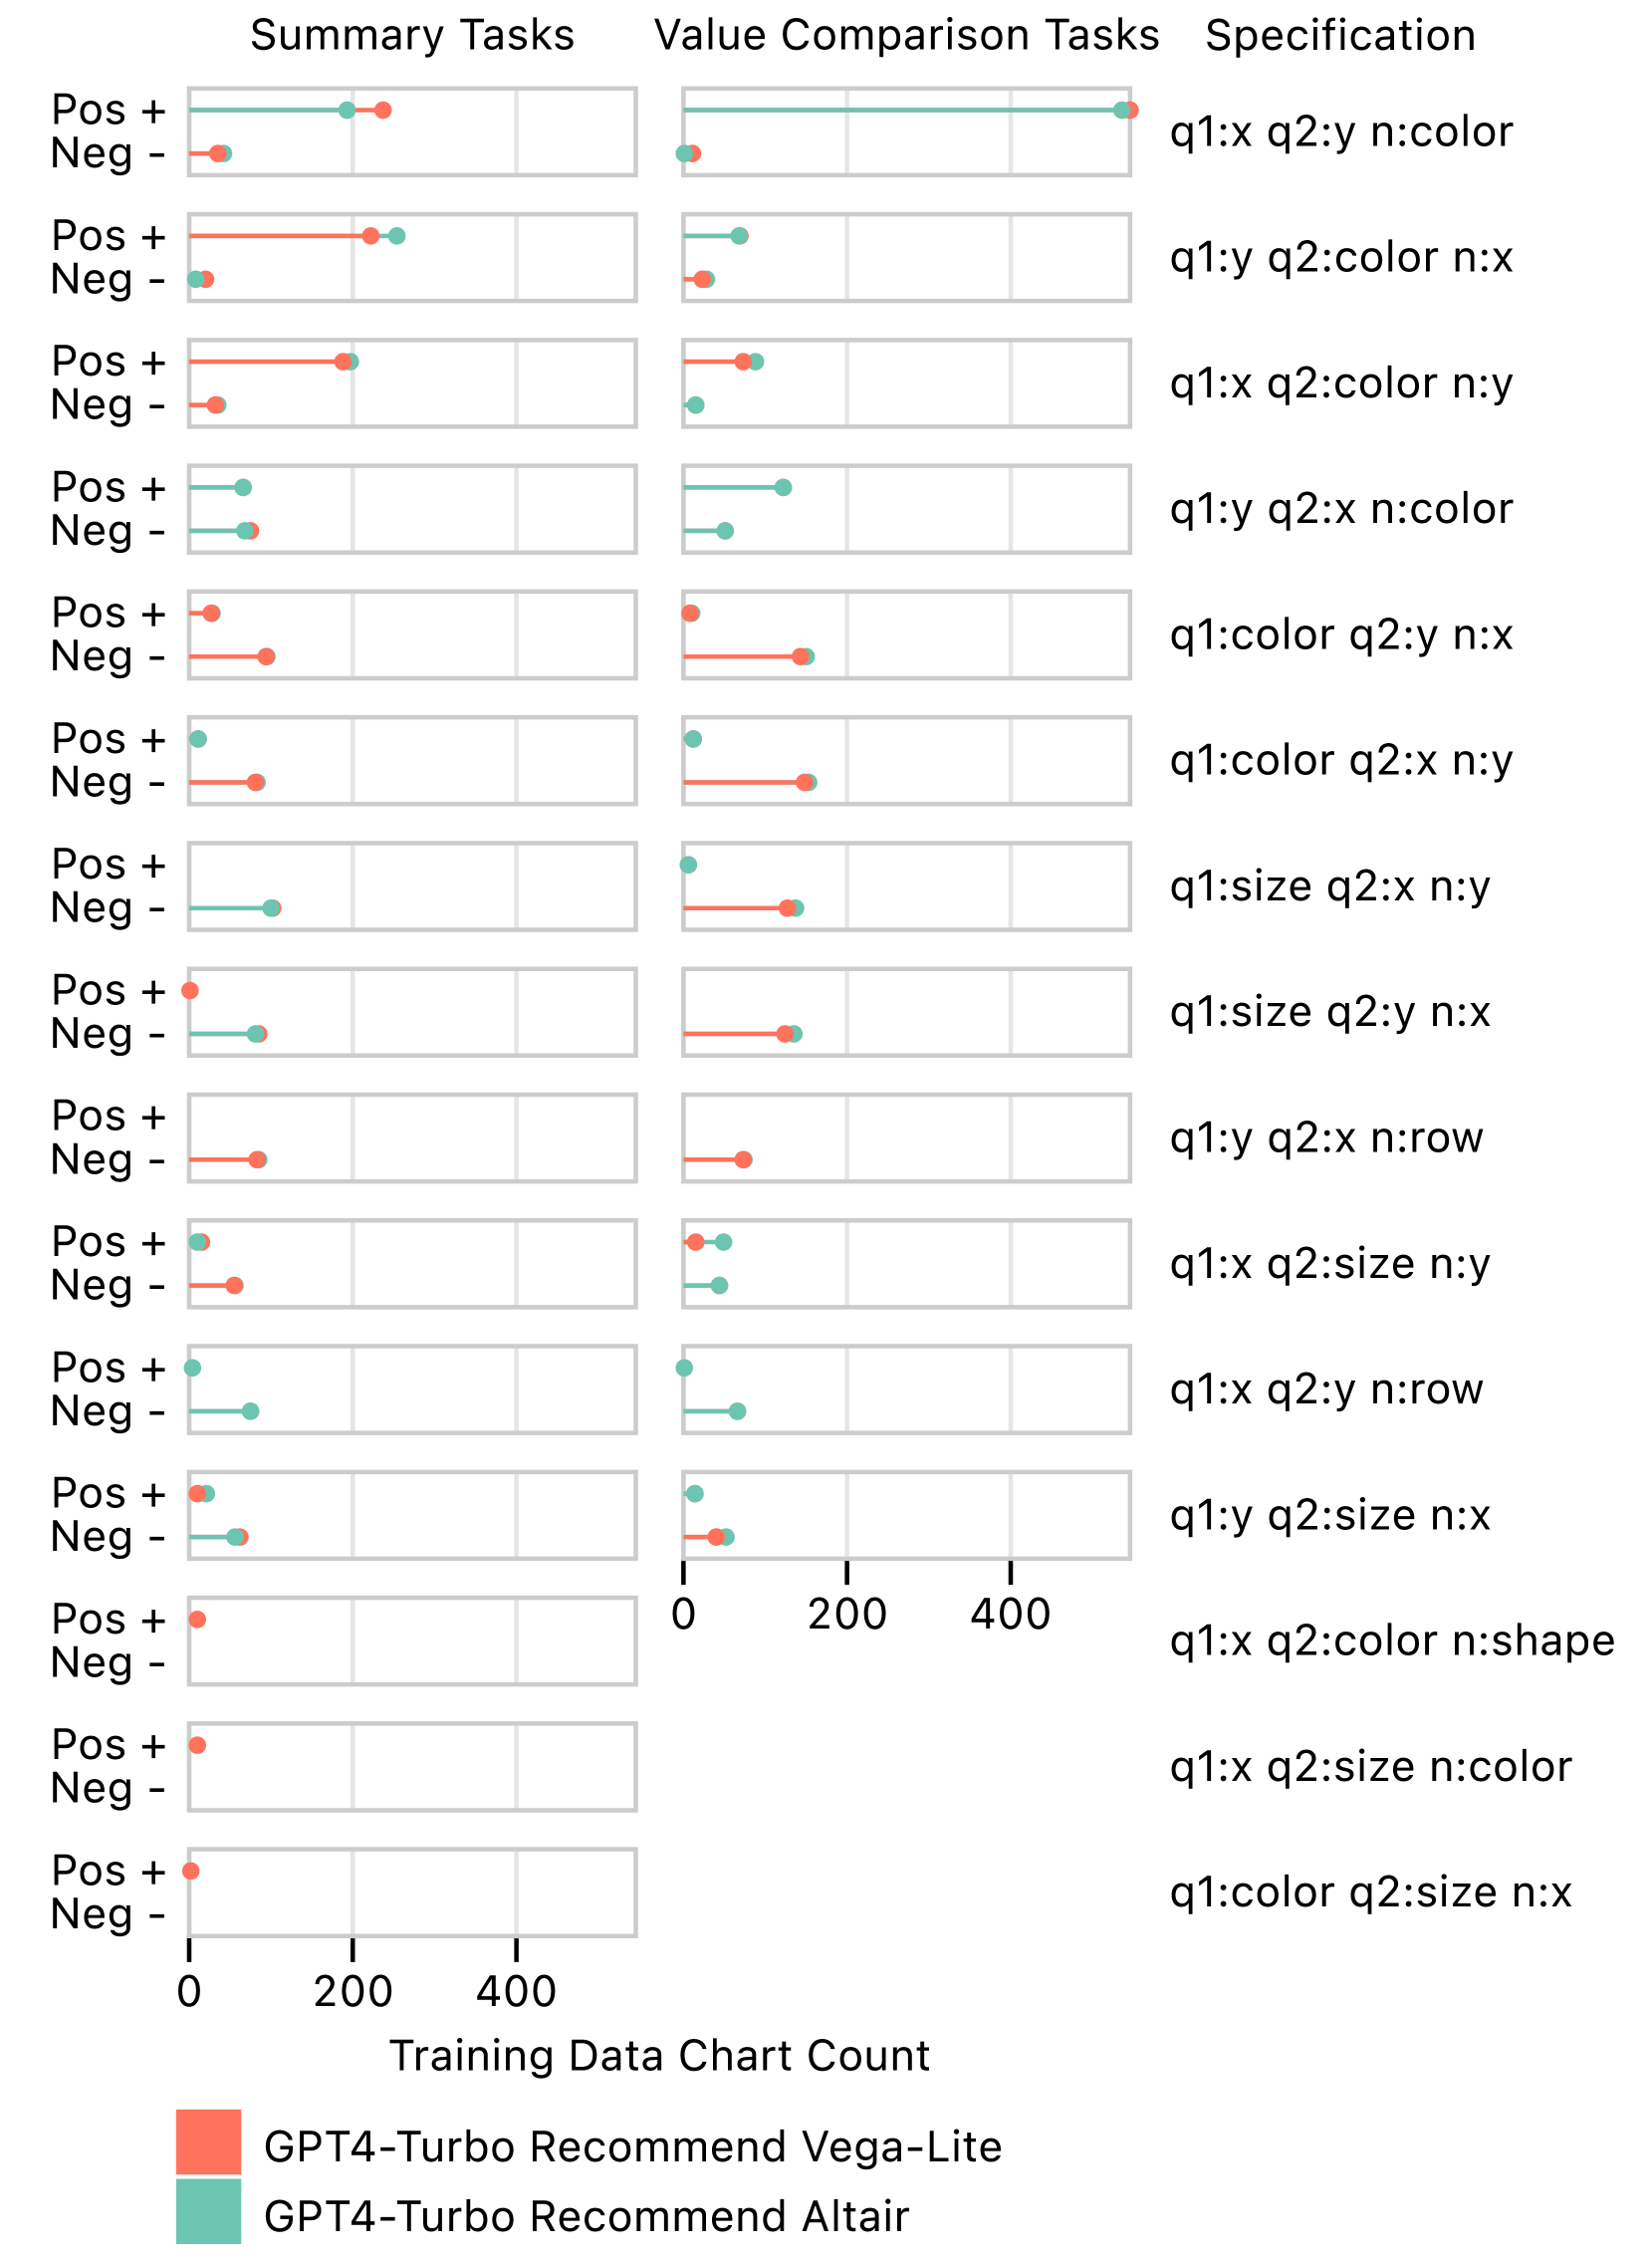 Summary Tasks Value Comparison Tasks Specification
Pos +
Neg -
q1:x q2:y n:color
Pos +
Neg -
q1:y q2:color n:x
Pos +
Neg -
q1:x q2:color n:y
Pos +
Neg -
q1:y q2:x n:color
Pos +
Neg -
q1:color q2:y n:x
Pos +
Neg -
q1:color q2:x n:y
Pos +
Neg -
q1:size q2:x n:y
Pos +
Neg -
q1:size q2:y n:x
Pos +
Neg -
q1:y q2:x n:row
Pos +
Neg -
q1:x q2:size n:y
Pos +
Neg -
q1:x q2:y n:row
Pos +
Neg -
q1:y q2:size n:x
0 200 400
Pos +
Neg -
q1:x q2:color n:shape
Pos +
Neg -
q1:x q2:size n:color
Pos +
Neg -
q1:color q2:size n:x
0 200 400
Training Data Chart Count
GPT4-Turbo Recommend Vega-Lite
GPT4-Turbo Recommend Altair